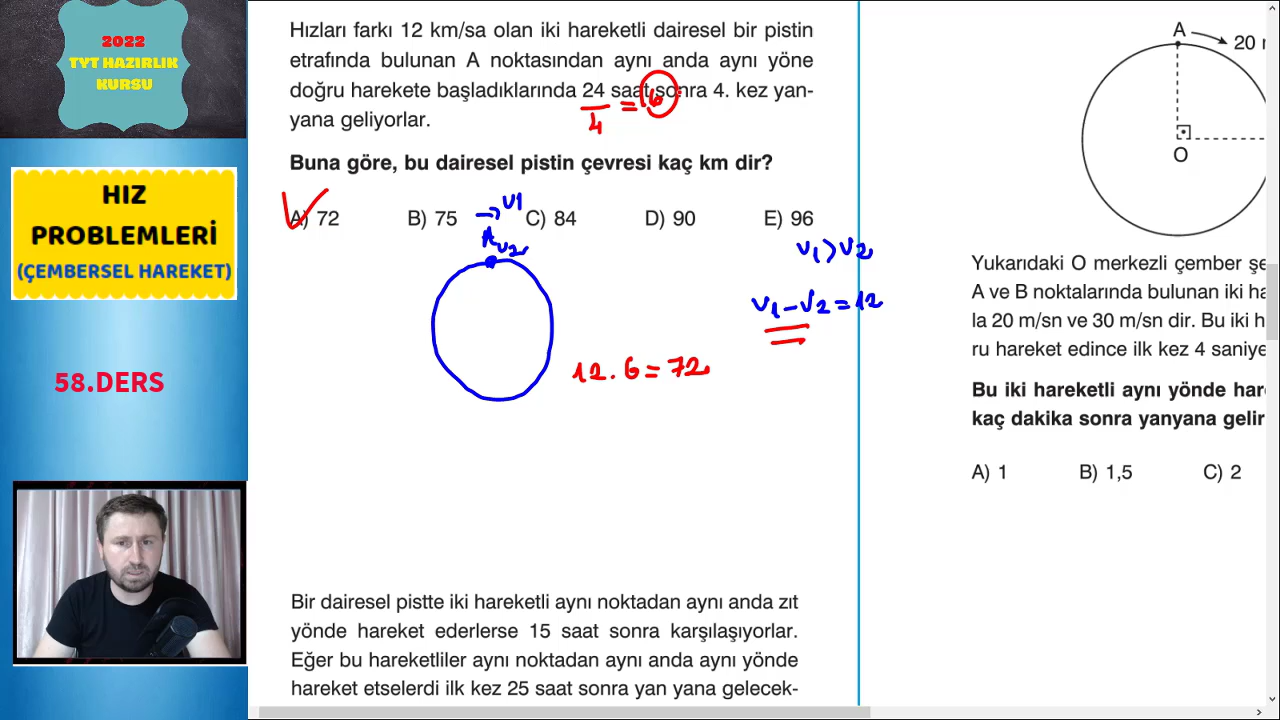 2022
TYT HAZIRLIK
KURSU
HIZ
PROBLEMLERİ
(ÇEMBERSEL HAREKET)
58.DERS
Hızları farkı 12 km/sa olan iki hareketli dairesel bir pistin
etrafında bulunan A noktasından aynı anda aynı yöne
doğru harekete başladıklarında 24 saat sonra 4. kez yan-
yana geliyorlar.
4 = 6
Buna göre, bu dairesel pistin çevresi kaç km dir?
A) 72 B) 75 C) 84 D) 90 E) 96
V1
A V2
V1 > V2
V1 - V2 = 12
12 . 6 = 72
Bir dairesel pistte iki hareketli aynı noktadan aynı anda zıt
yönde hareket ederlerse 15 saat sonra karşılaşıyorlar.
Eğer bu hareketliler aynı noktadan aynı anda aynı yönde
hareket etselerdi ilk kez 25 saat sonra yan yana gelecek-
A
20
O
Yukarıdaki O merkezli çember
A ve B noktalarında bulunan iki
la 20 m/sn ve 30 m/sn dir. Bu iki
ru hareket edince ilk kez 4
Bu iki hareketli aynı yönde
kaç dakika sonra yanyana
A) 1 B) 1,5 C) 2